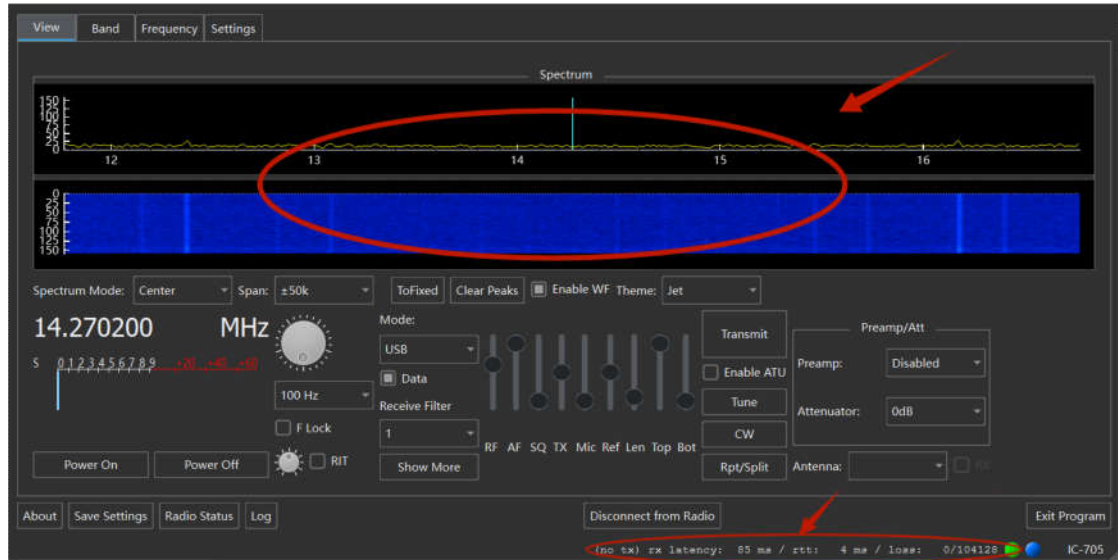 View Band Frequency Settings
Spectrum
150
100
75
50
25
0
12 13 14 15 16
0
25
50
75
100
125
150
Spectrum Mode: Center Span: ±50k ToFixed Clear Peaks Enable WF Theme: Jet
14.270200 MHz
S 0 1 2 3 4 5 6 7 8 9 +20 +40 +60
100 Hz
F Lock
RIT
Power On Power Off
Mode:
USB
Data
Receive Filter
1
Show More
RF AF SQ TX Mic Ref Len Top Bot
Transmit
Enable ATU
Tune
CW
Rpt/Split
Preamp/Att
Preamp: Disabled
Attenuator: 0dB
Antenna: RX
About Save Settings Radio Status Log Disconnect from Radio Exit Program
(no tx) rx latency: 85 ms / rtt: 4 ms / loss: 0/104128 IC-705